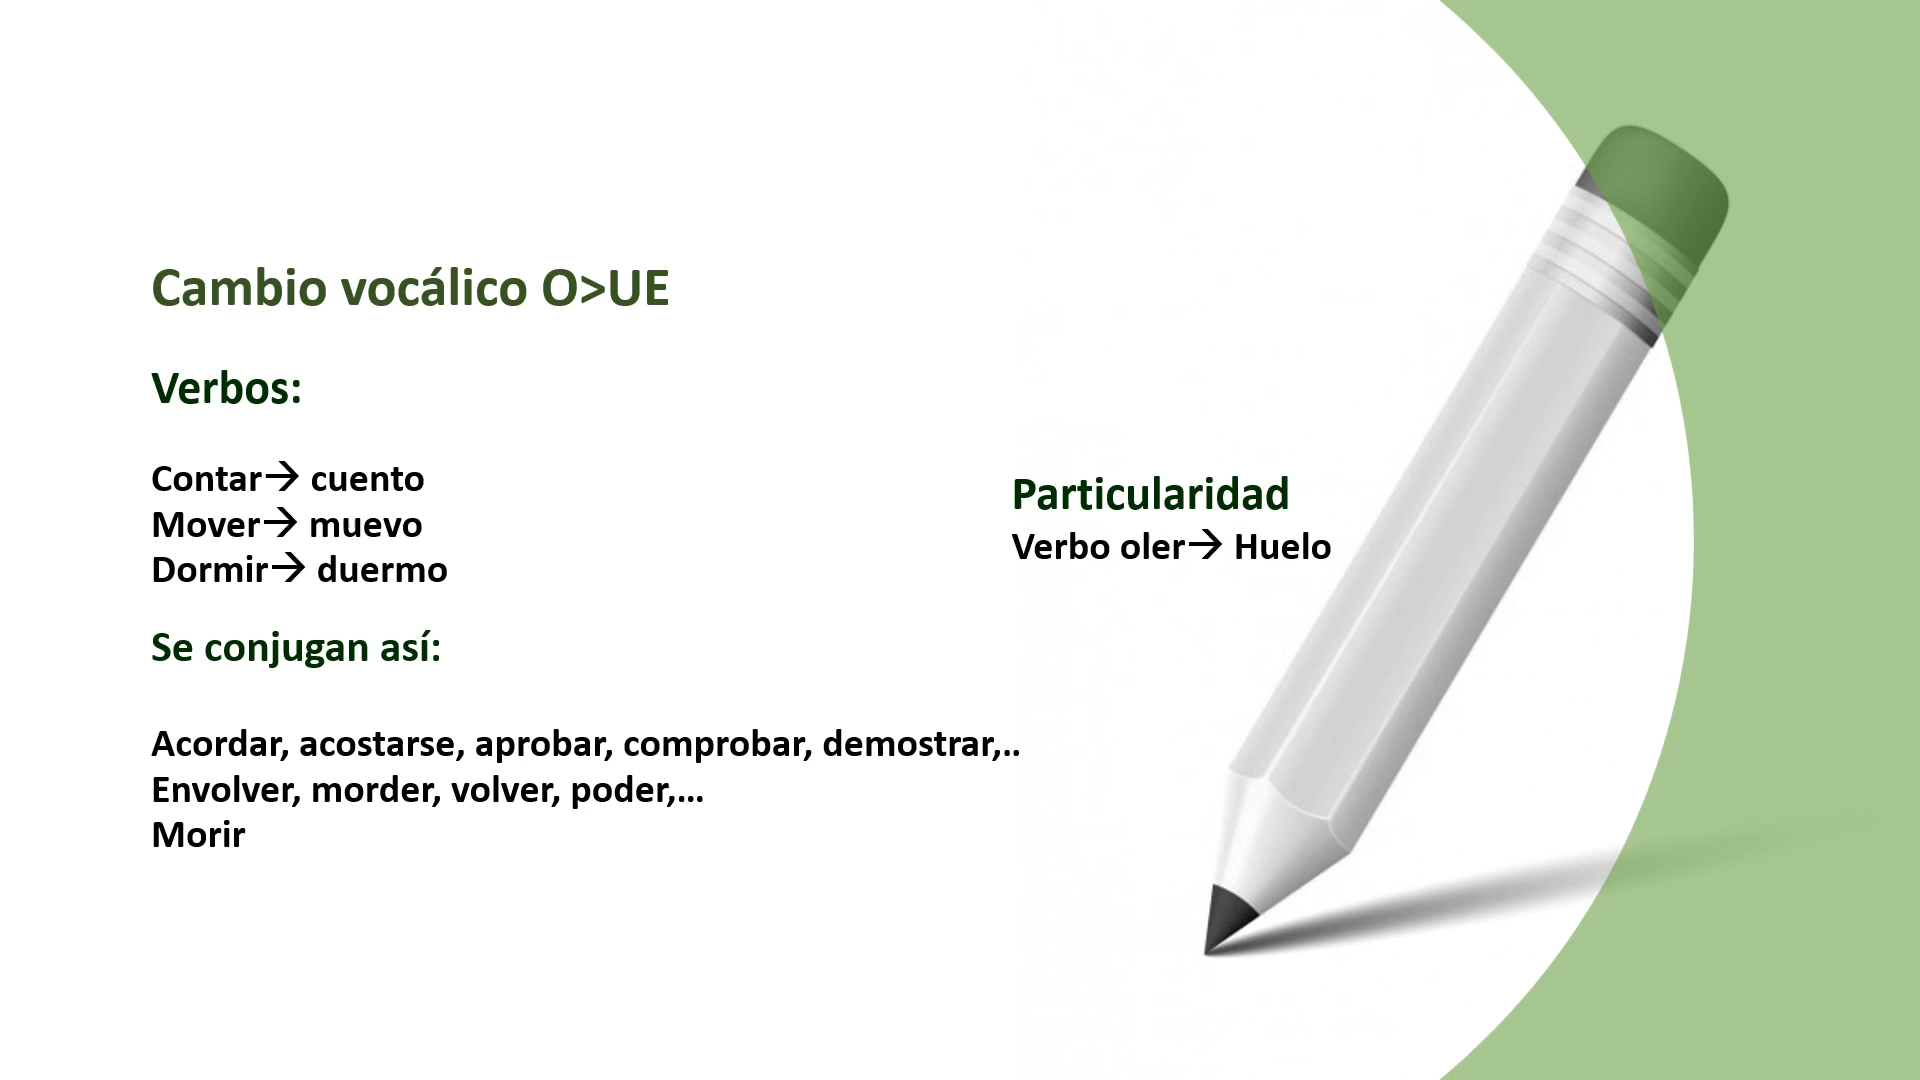 Cambio vocálico O>UE
Verbos:
Contar→ cuento
Mover→ muevo
Dormir→ duermo
Se conjugan así:
Acordar, acostarse, aprobar, comprobar, demostrar,..
Envolver, morder, volver, poder,...
Morir
Particularidad
Verbo oler→ Huelo